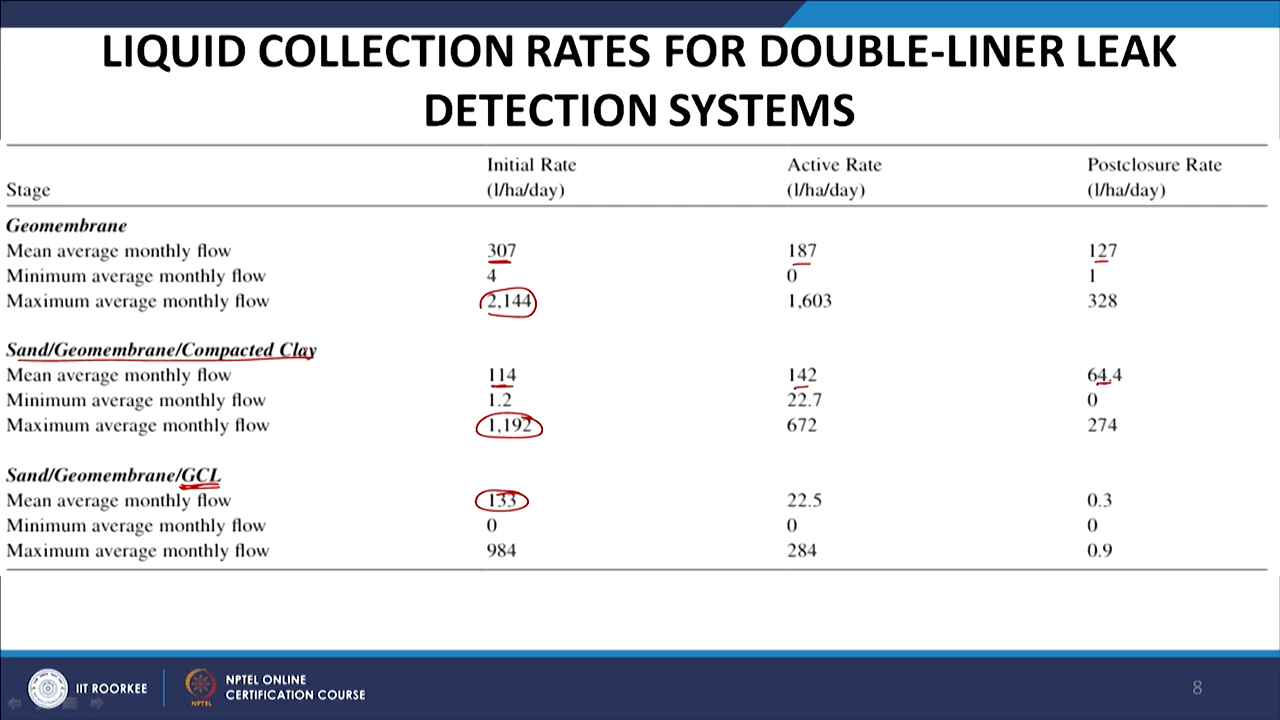 LIQUID COLLECTION RATES FOR DOUBLE-LINER LEAK
DETECTION SYSTEMS
Stage Initial Rate (l/ha/day) Active Rate (l/ha/day) Postclosure Rate (l/ha/day)
Geomembrane
Mean average monthly flow 307 187 127
Minimum average monthly flow 4 0 1
Maximum average monthly flow 2,144 1,603 328
Sand/Geomembrane/Compacted Clay
Mean average monthly flow 114 142 64.4
Minimum average monthly flow 1.2 22.7 0
Maximum average monthly flow 1,192 672 274
Sand/Geomembrane/GCL
Mean average monthly flow 133 22.5 0.3
Minimum average monthly flow 0 0 0
Maximum average monthly flow 984 284 0.9
IIT ROORKEE
NPTEL
NPTEL ONLINE
CERTIFICATION COURSE
8